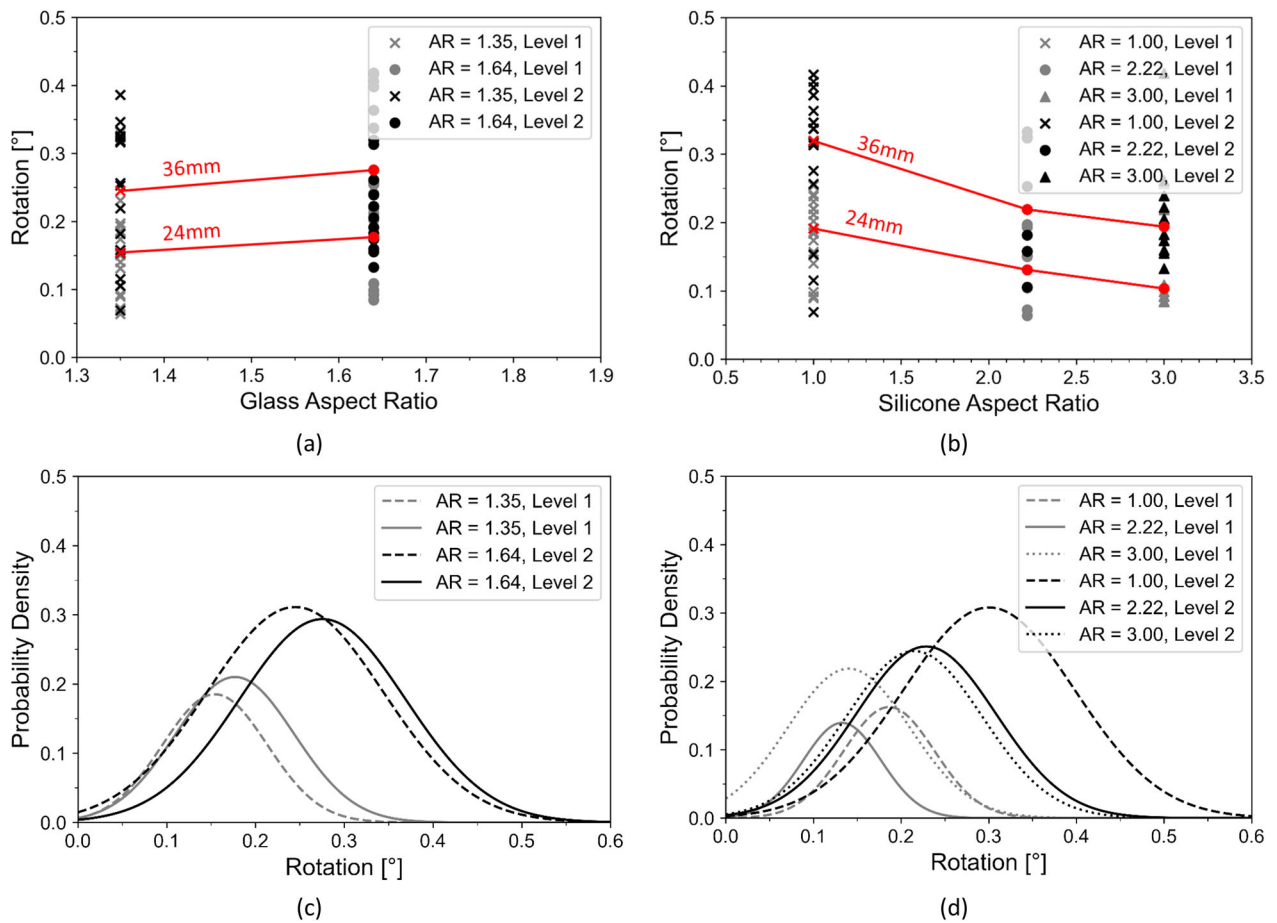 0.5
0.4
0.3
0.2
0.1
0.0
Rotation [°]
1.3 1.4 1.5 1.6 1.7 1.8 1.9
Glass Aspect Ratio
AR = 1.35, Level 1
AR = 1.64, Level 1
AR = 1.35, Level 2
AR = 1.64, Level 2
36mm
24mm
(a)
0.5
0.4
0.3
0.2
0.1
0.0
Rotation [°]
0.5 1.0 1.5 2.0 2.5 3.0 3.5
Silicone Aspect Ratio
AR = 1.00, Level 1
AR = 2.22, Level 1
AR = 3.00, Level 1
AR = 1.00, Level 2
AR = 2.22, Level 2
AR = 3.00, Level 2
36mm
24mm
(b)
0.5
0.4
0.3
0.2
0.1
0.0
Probability Density
0.0 0.1 0.2 0.3 0.4 0.5 0.6
Rotation [°]
AR = 1.35, Level 1
AR = 1.35, Level 1
AR = 1.64, Level 2
AR = 1.64, Level 2
(c)
0.5
0.4
0.3
0.2
0.1
0.0
Probability Density
0.0 0.1 0.2 0.3 0.4 0.5 0.6
Rotation [°]
AR = 1.00, Level 1
AR = 2.22, Level 1
AR = 3.00, Level 1
AR = 1.00, Level 2
AR = 2.22, Level 2
AR = 3.00, Level 2
(d)